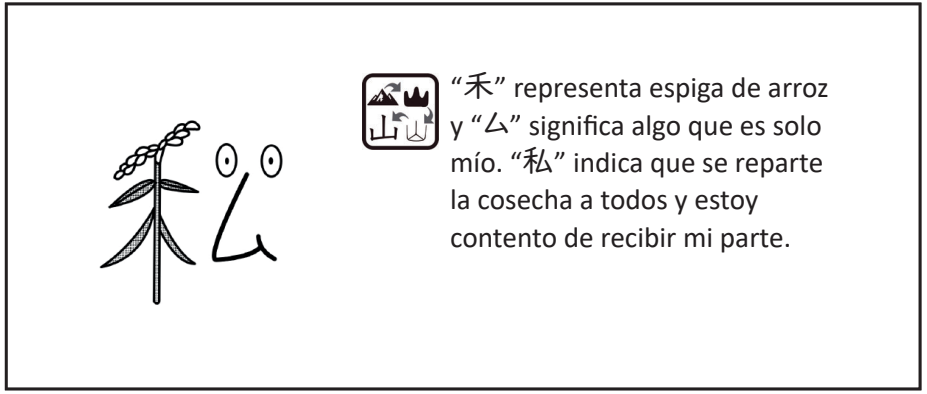 “禾” representa espiga de arroz
y “ム” significa algo que es solo
mío. “私” indica que se reparte
la cosecha a todos y estoy
contento de recibir mi parte.